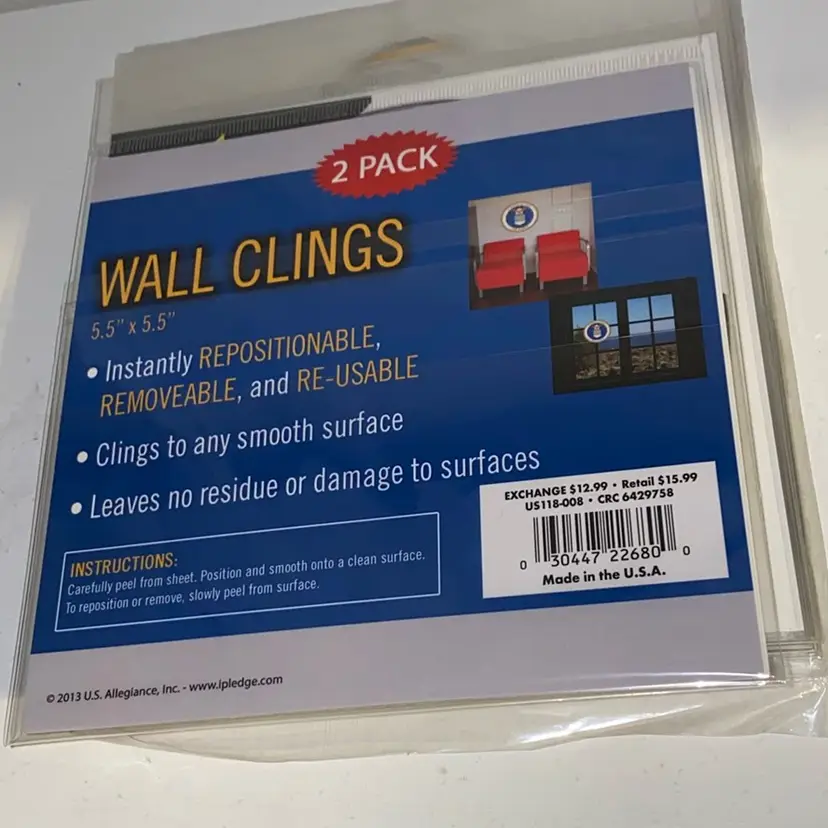 2 PACK
WALL CLINGS
5.5" x 5.5"
• Instantly REPOSITIONABLE,
REMOVEABLE, and RE-USABLE
• Clings to any smooth surface
• Leaves no residue or damage to surfaces
INSTRUCTIONS:
Carefully peel from sheet. Position and smooth onto a clean surface.
To reposition or remove, slowly peel from surface.
EXCHANGE $12.99 • Retail $15.99
US118-008 • CRC 6429758
0 30447 22680 0
Made in the U.S.A.
© 2013 U.S. Allegiance, Inc. - www.ipledge.com